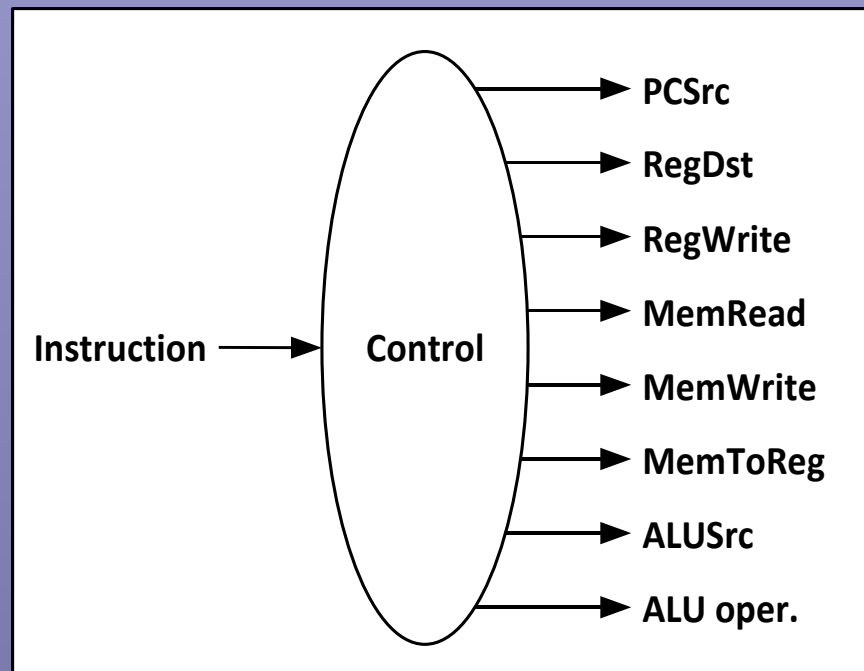 PCSrc
RegDst
RegWrite
MemRead
Instruction
Control
MemWrite
MemToReg
ALUSrc
ALU oper.